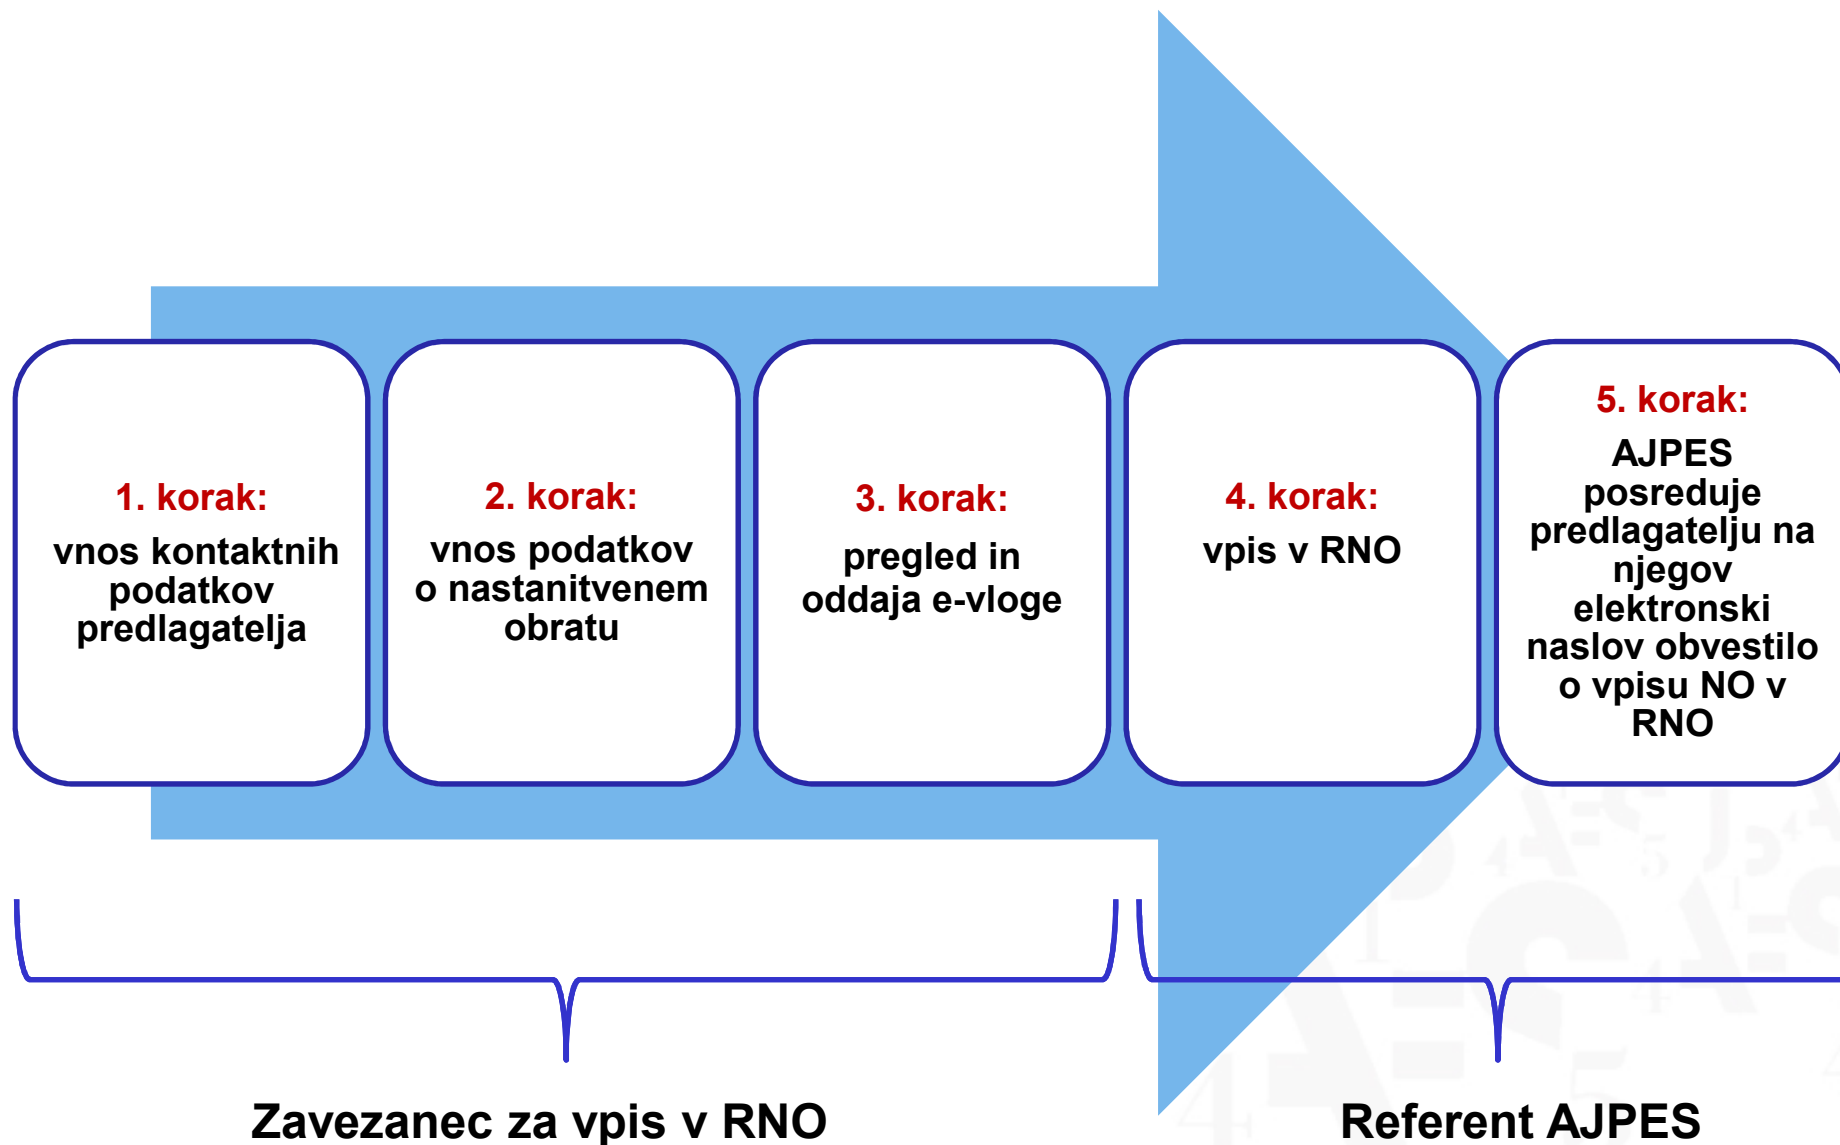 1. korak:
vnos kontaktnih
podatkov
predlagatelja
2. korak:
vnos podatkov
o nastanitvenem
obratu
3. korak:
pregled in
oddaja e-vloge
4. korak:
vpis v RNO
5. korak:
AJPES
posreduje
predlagatelju na
njegov
elektronski
naslov obvestilo
o vpisu NO v
RNO
Zavezanec za vpis v RNO
Referent AJPES